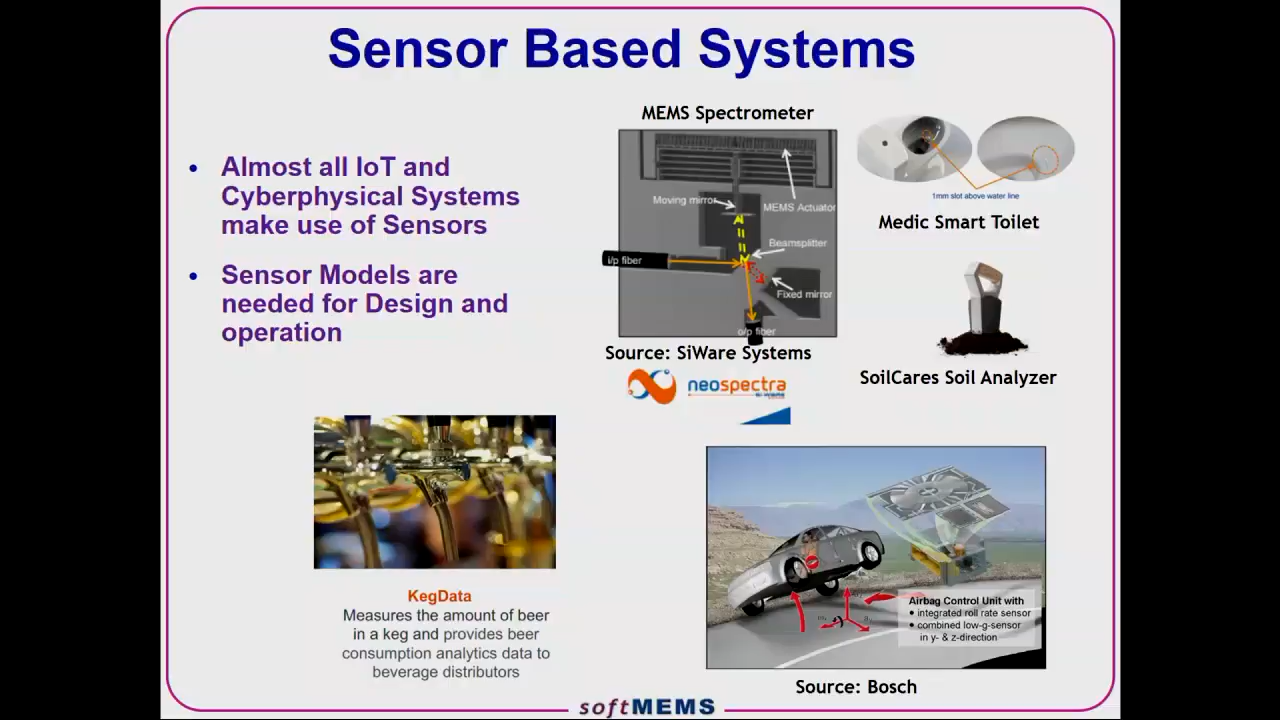 Sensor Based Systems
• Almost all IoT and
Cyberphysical Systems
make use of Sensors
• Sensor Models are
needed for Design and
operation
MEMS Spectrometer
Moving mirror
MEMS Actuator
Beamsplitter
i/p fiber
Fixed mirror
o/p fiber
Source: SiWare Systems
neospectra
1mm slot above water line
Medic Smart Toilet
SoilCares Soil Analyzer
KegData
Measures the amount of beer
in a keg and provides beer
consumption analytics data to
beverage distributors
Airbag Control Unit with
• integrated roll rate sensor
• combined low-g-sensor
in y- & z-direction
Source: Bosch
softMEMS